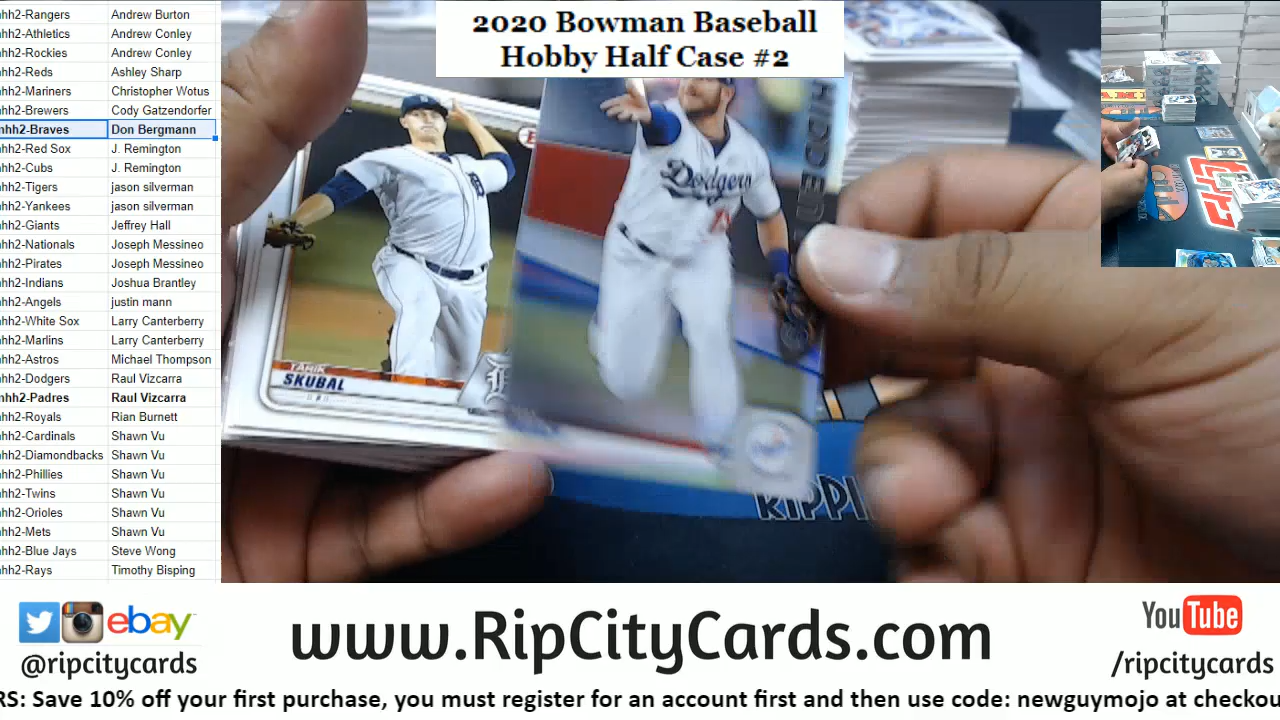 hh2-Rangers Andrew Burton
hh2-Athletics Andrew Conley
hh2-Rockies Andrew Conley
hh2-Reds Ashley Sharp
hh2-Mariners Christopher Wotus
hh2-Brewers Cody Gatzendorfer
hh2-Braves Don Bergmann
hh2-Red Sox J. Remington
hh2-Cubs J. Remington
hh2-Tigers jason silverman
hh2-Yankees jason silverman
hh2-Giants Jeffrey Hall
hh2-Nationals Joseph Messineo
hh2-Pirates Joseph Messineo
hh2-Indians Joshua Brantley
hh2-Angels justin mann
hh2-White Sox Larry Canterberry
hh2-Marlins Larry Canterberry
hh2-Astros Michael Thompson
hh2-Dodgers Raul Vizcarra
hh2-Padres Raul Vizcarra
hh2-Royals Rian Burnett
hh2-Cardinals Shawn Vu
hh2-Diamondbacks Shawn Vu
hh2-Phillies Shawn Vu
hh2-Twins Shawn Vu
hh2-Orioles Shawn Vu
hh2-Mets Shawn Vu
hh2-Blue Jays Steve Wong
hh2-Rays Timothy Bisping
2020 Bowman Baseball
Hobby Half Case #2
TARIK
SKUBAL
Dodgers
RIPPI
ebay
@ripcitycards
www.RipCityCards.com
YouTube
/ripcitycards
RS: Save 10% off your first purchase, you must register for an account first and then use code: newguymojo at checkou